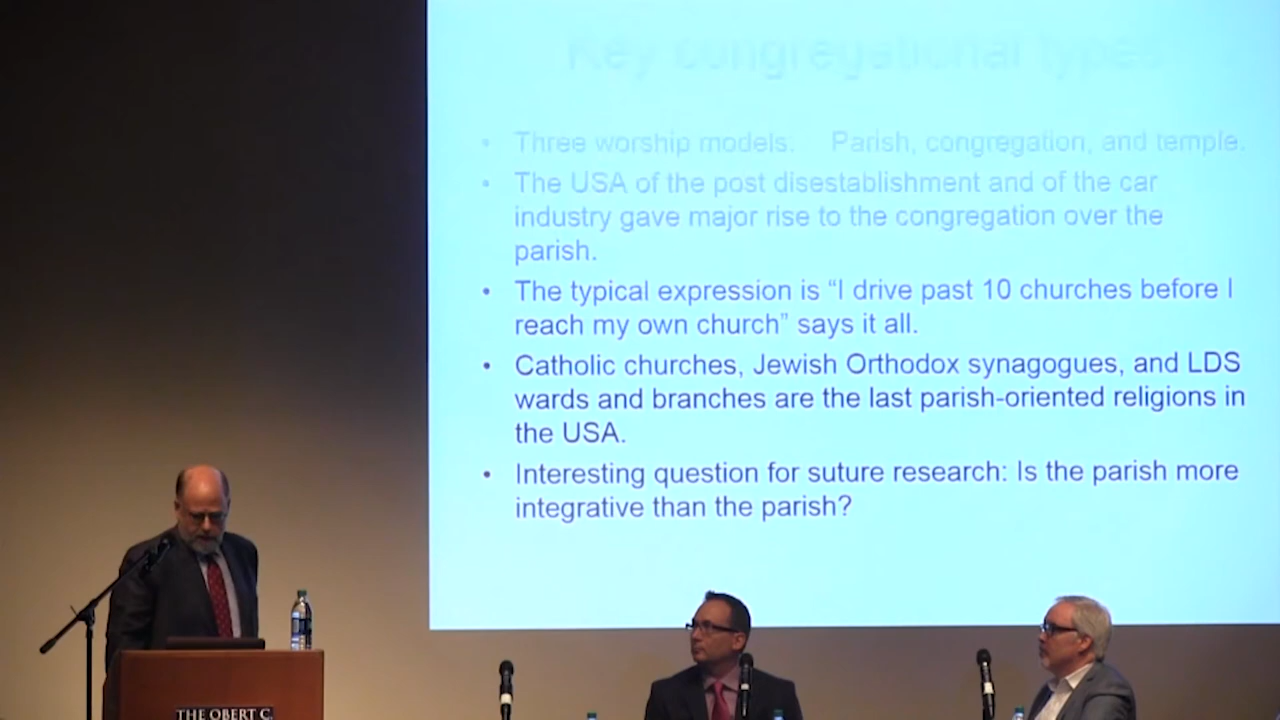 Key congregational types
• Three worship models: Parish, congregation, and temple.
• The USA of the post disestablishment and of the car
industry gave major rise to the congregation over the
parish.
• The typical expression is “I drive past 10 churches before I
reach my own church” says it all.
• Catholic churches, Jewish Orthodox synagogues, and LDS
wards and branches are the last parish-oriented religions in
the USA.
• Interesting question for suture research: Is the parish more
integrative than the parish?
THE OBERT C.